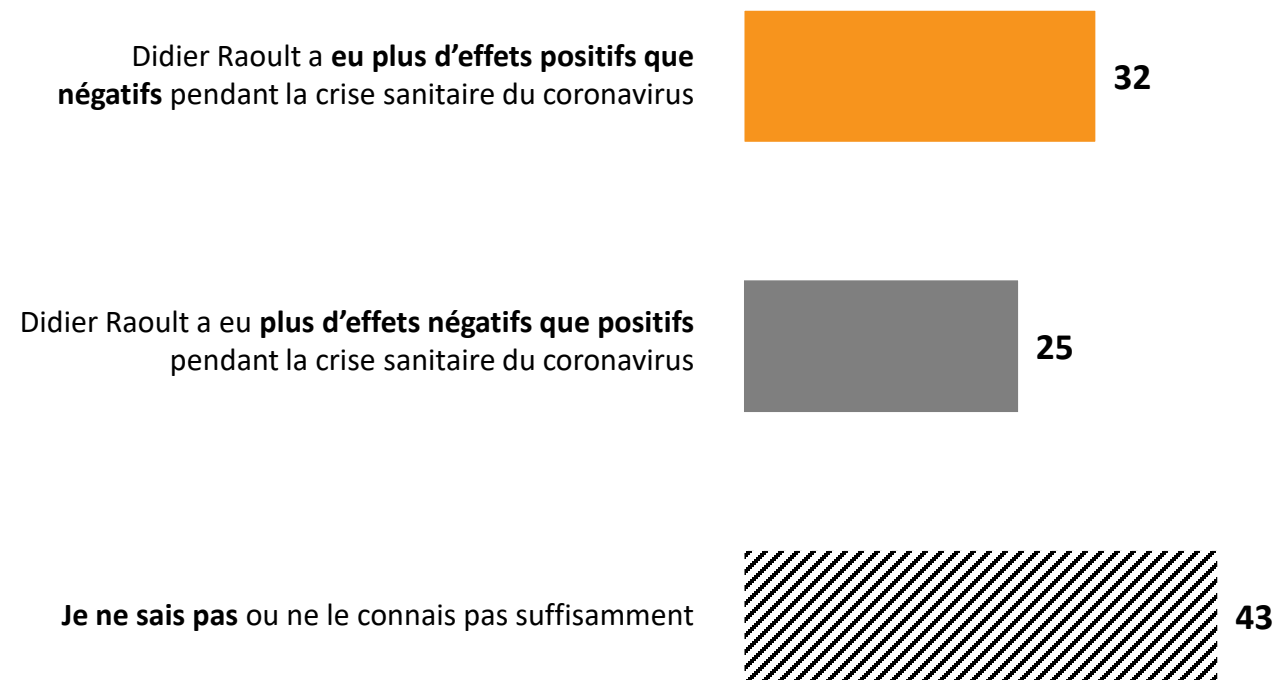 Didier Raoult a eu plus d’effets positifs que
négatifs pendant la crise sanitaire du coronavirus
32
Didier Raoult a eu plus d’effets négatifs que positifs
pendant la crise sanitaire du coronavirus
25
Je ne sais pas ou ne le connais pas suffisamment
43